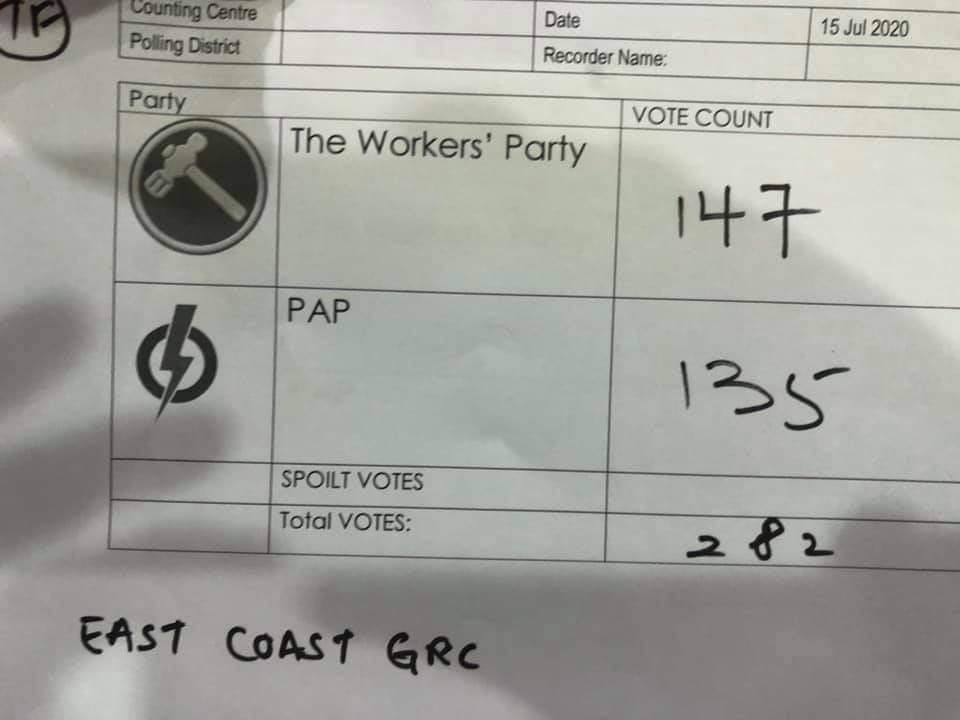 TA
Counting Centre
Date
15 Jul 2020
Polling District
Recorder Name:
Party
VOTE COUNT
The Workers' Party
147
PAP
135
SPOILT VOTES
Total VOTES:
282
EAST COAST GRC